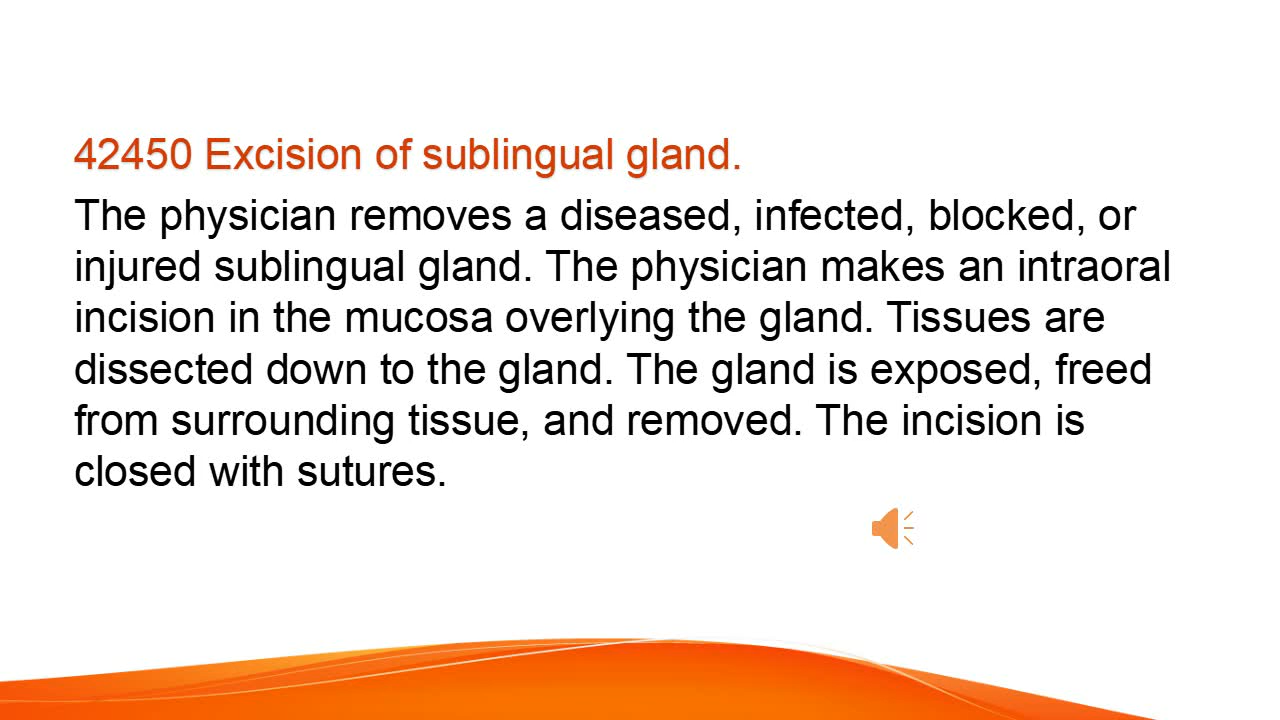 42450 Excision of sublingual gland.
The physician removes a diseased, infected, blocked, or
injured sublingual gland. The physician makes an intraoral
incision in the mucosa overlying the gland. Tissues are
dissected down to the gland. The gland is exposed, freed
from surrounding tissue, and removed. The incision is
closed with sutures.